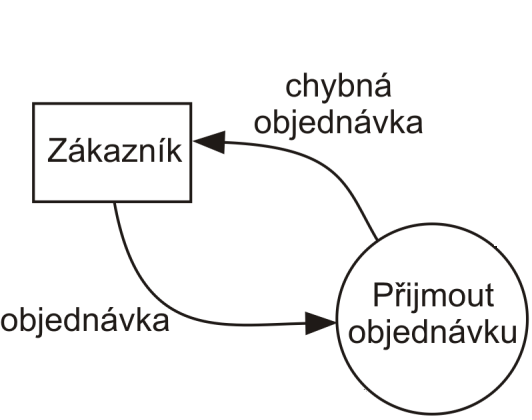 chybná
objednávka
Zákazník
objednávka
Přijmout
objednávku